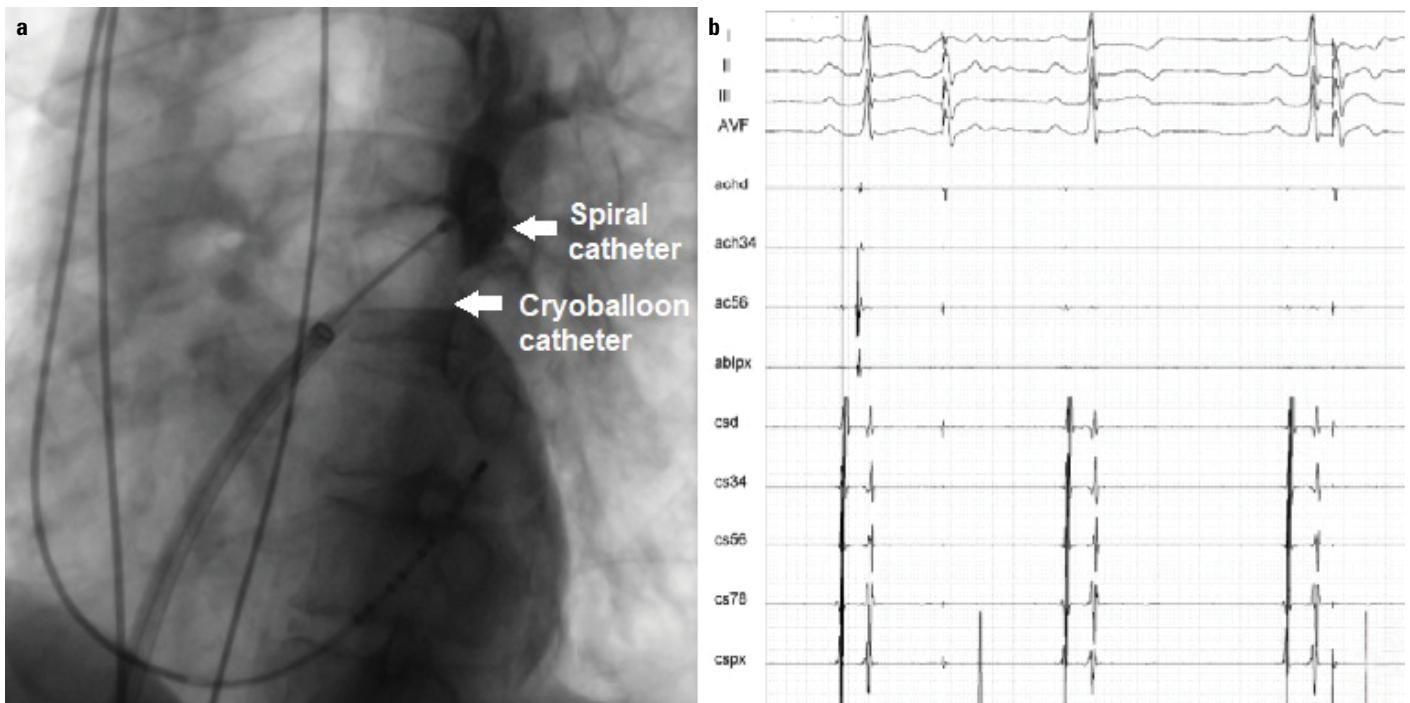 a
Spiral
catheter
Cryoballoon
catheter
b
I
II
III
AVF
achd
ach34
ac56
ablpx
csd
cs34
cs56
cs78
cspx